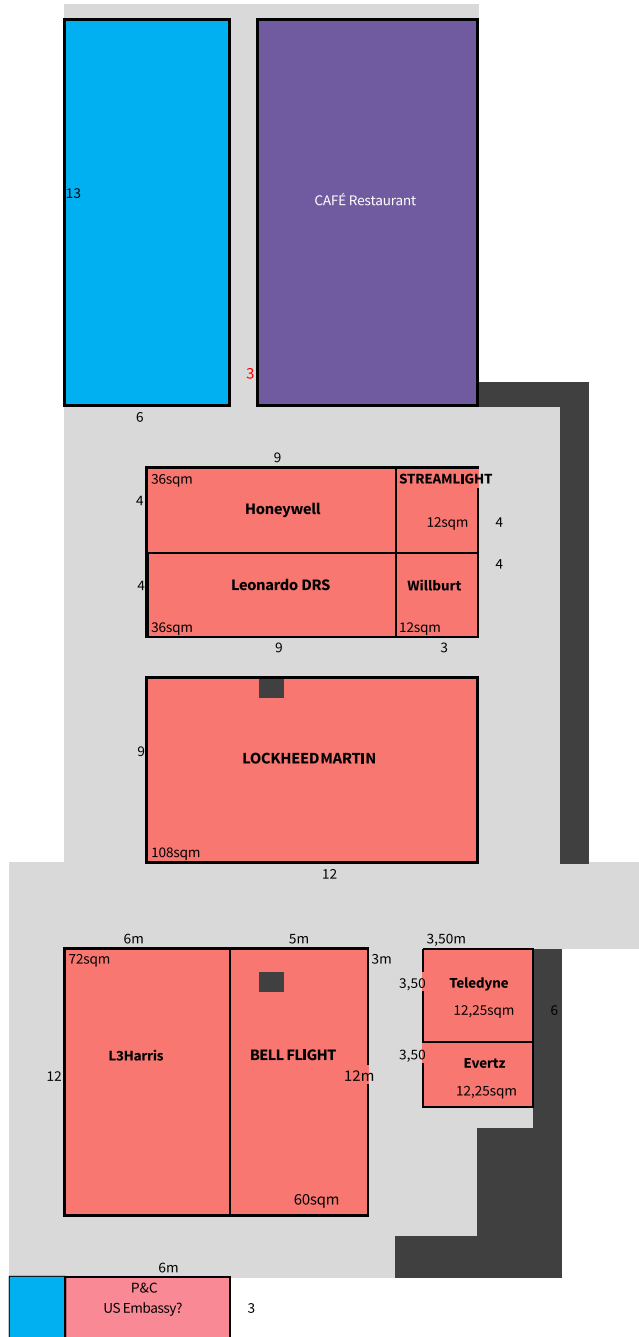 13
CAFÉ Restaurant
3
6
9
36sqm
STREAMLIGHT
4
Honeywell
12sqm
4
4
4
Leonardo DRS
Willburt
36sqm
12sqm
9
3
9
LOCKHEED MARTIN
108sqm
12
6m
5m
3,50m
72sqm
3m
3,50
Teledyne
12,25sqm
6
L3Harris
BELL FLIGHT
3,50
Evertz
12
12m
12,25sqm
60sqm
6m
P&C
US Embassy?
3